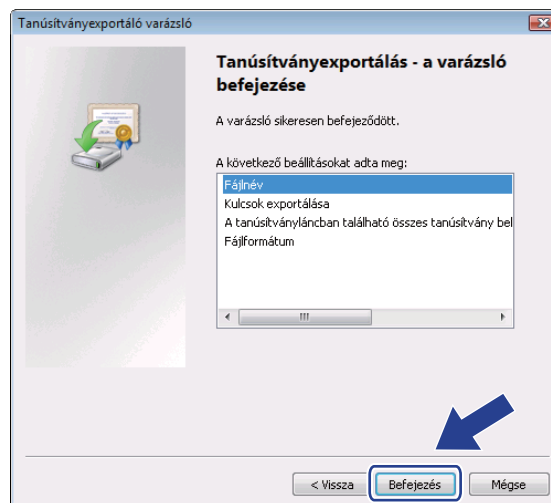 Tanúsítványexportáló varázsló
Tanúsítványexportálás - a varázsló
befejezése
A varázsló sikeresen befejeződött.
A következő beállításokat adta meg:
Fájlnév
Kulcsok exportálása
A tanúsítványláncban található összes tanúsítvány bel
Fájlformátum
< Vissza
Befejezés
Mégse